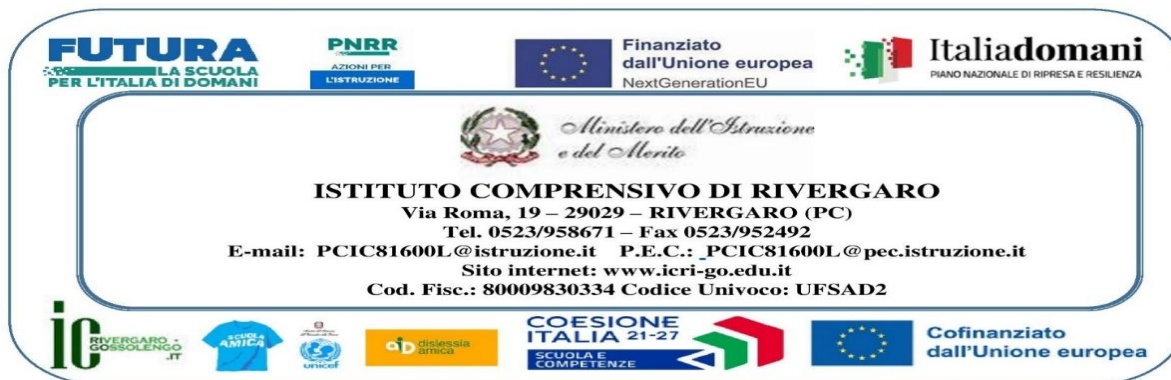 FUTURA
LA SCUOLA
PER L'ITALIA DI DOMANI
PNRR
AZIONI PER
L'ISTRUZIONE
Finanziato
dall'Unione europea
NextGenerationEU
Italiadomani
PIANO NAZIONALE DI RIPRESA E RESILIENZA
Ministero dell'Istruzione
e del Merito
ISTITUTO COMPRENSIVO DI RIVERGARO
Via Roma, 19 – 29029 – RIVERGARO (PC)
Tel. 0523/958671 – Fax 0523/952492
E-mail: PCIC81600L@istruzione.it P.E.C.: PCIC81600L@pec.istruzione.it
Sito internet: www.icri-go.edu.it
Cod. Fisc.: 80009830334 Codice Univoco: UFSAD2
ic
RIVERGARO -
GOSSOLENGO
.IT
SCUOLA
AMICA
unicef
aid dislessia
amica
COESIONE
ITALIA 21-27
SCUOLA E
COMPETENZE
Cofinanziato
dall'Unione europea